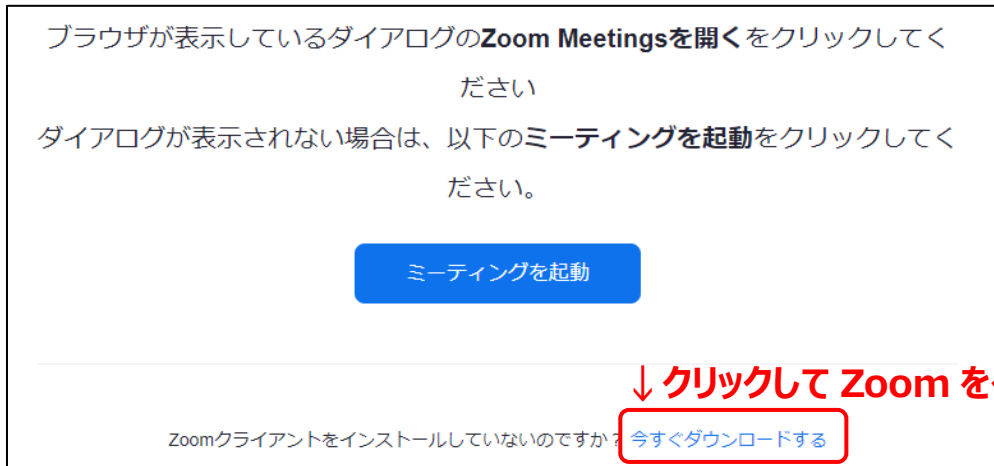 ブラウザが表示しているダイアログのZoom Meetingsを開くをクリックしてく
ださい
ダイアログが表示されない場合は、以下のミーティングを起動をクリックしてく
ださい。
ミーティングを起動
↓クリックして Zoom を
Zoomクライアントをインストールしていないのですか？今すぐダウンロードする